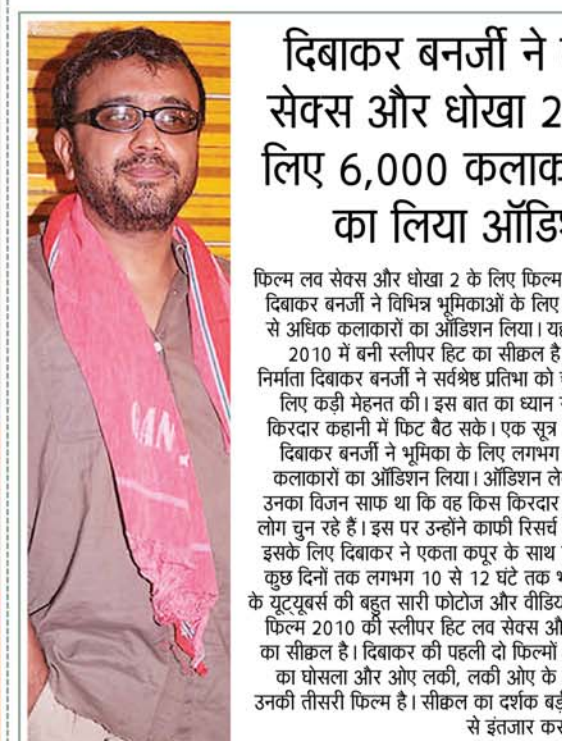 दिबाकर बनर्जी ने
सेक्स और धोखा 2
लिए 6,000 कलाक
का लिया ऑडि
फिल्म लव सेक्स और धोखा 2 के लिए फिल्म
दिबाकर बनर्जी ने विभिन्न भूमिकाओं के लिए
से अधिक कलाकारों का ऑडिशन लिया। यह
2010 में बनी स्लीपर हिट का सीक्वल है
निर्माता दिबाकर बनर्जी ने सर्वश्रेष्ठ प्रतिभा को
लिए कड़ी मेहनत की। इस बात का ध्यान
किरदार कहानी में फिट बैठ सके। एक सूत्र
दिबाकर बनर्जी ने भूमिका के लिए लगभग
कलाकारों का ऑडिशन लिया। ऑडिशन ले
उनका विजन साफ था कि वह किस किरदार
लोग चुन रहे हैं। इस पर उन्होंने काफी रिसर्च
इसके लिए दिबाकर ने एकता कपूर के साथ
कुछ दिनों तक लगभग 10 से 12 घंटे तक
के यूट्यूबर्स की बहुत सारी फोटोज और वीडिय
फिल्म 2010 की स्लीपर हिट लव सेक्स औ
का सीक्वल है। दिबाकर की पहली दो फिल्मों
का घोसला और ओए लकी, लकी ओए के
उनकी तीसरी फिल्म है। सीक्वल का दर्शक बड़
से इंतजार कर